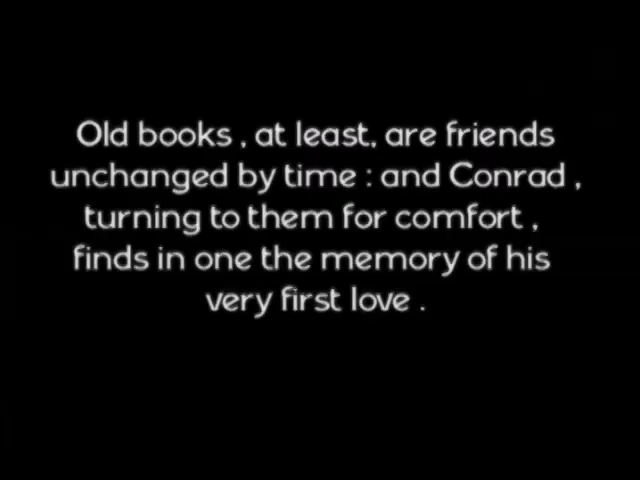 Old books , at least, are friends
unchanged by time : and Conrad ,
turning to them for comfort ,
finds in one the memory of his
very first love .